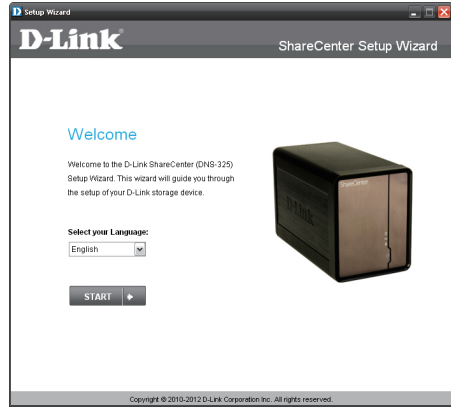 Setup Wizard
D-Link
ShareCenter Setup Wizard
Welcome
Welcome to the D-Link ShareCenter (DNS-325)
Setup Wizard. This wizard will guide you through
the setup of your D-Link storage device.
Select your Language:
English
START
ShareCenter
D-Link
Copyright © 2010-2012 D-Link Corporation Inc. All rights reserved.